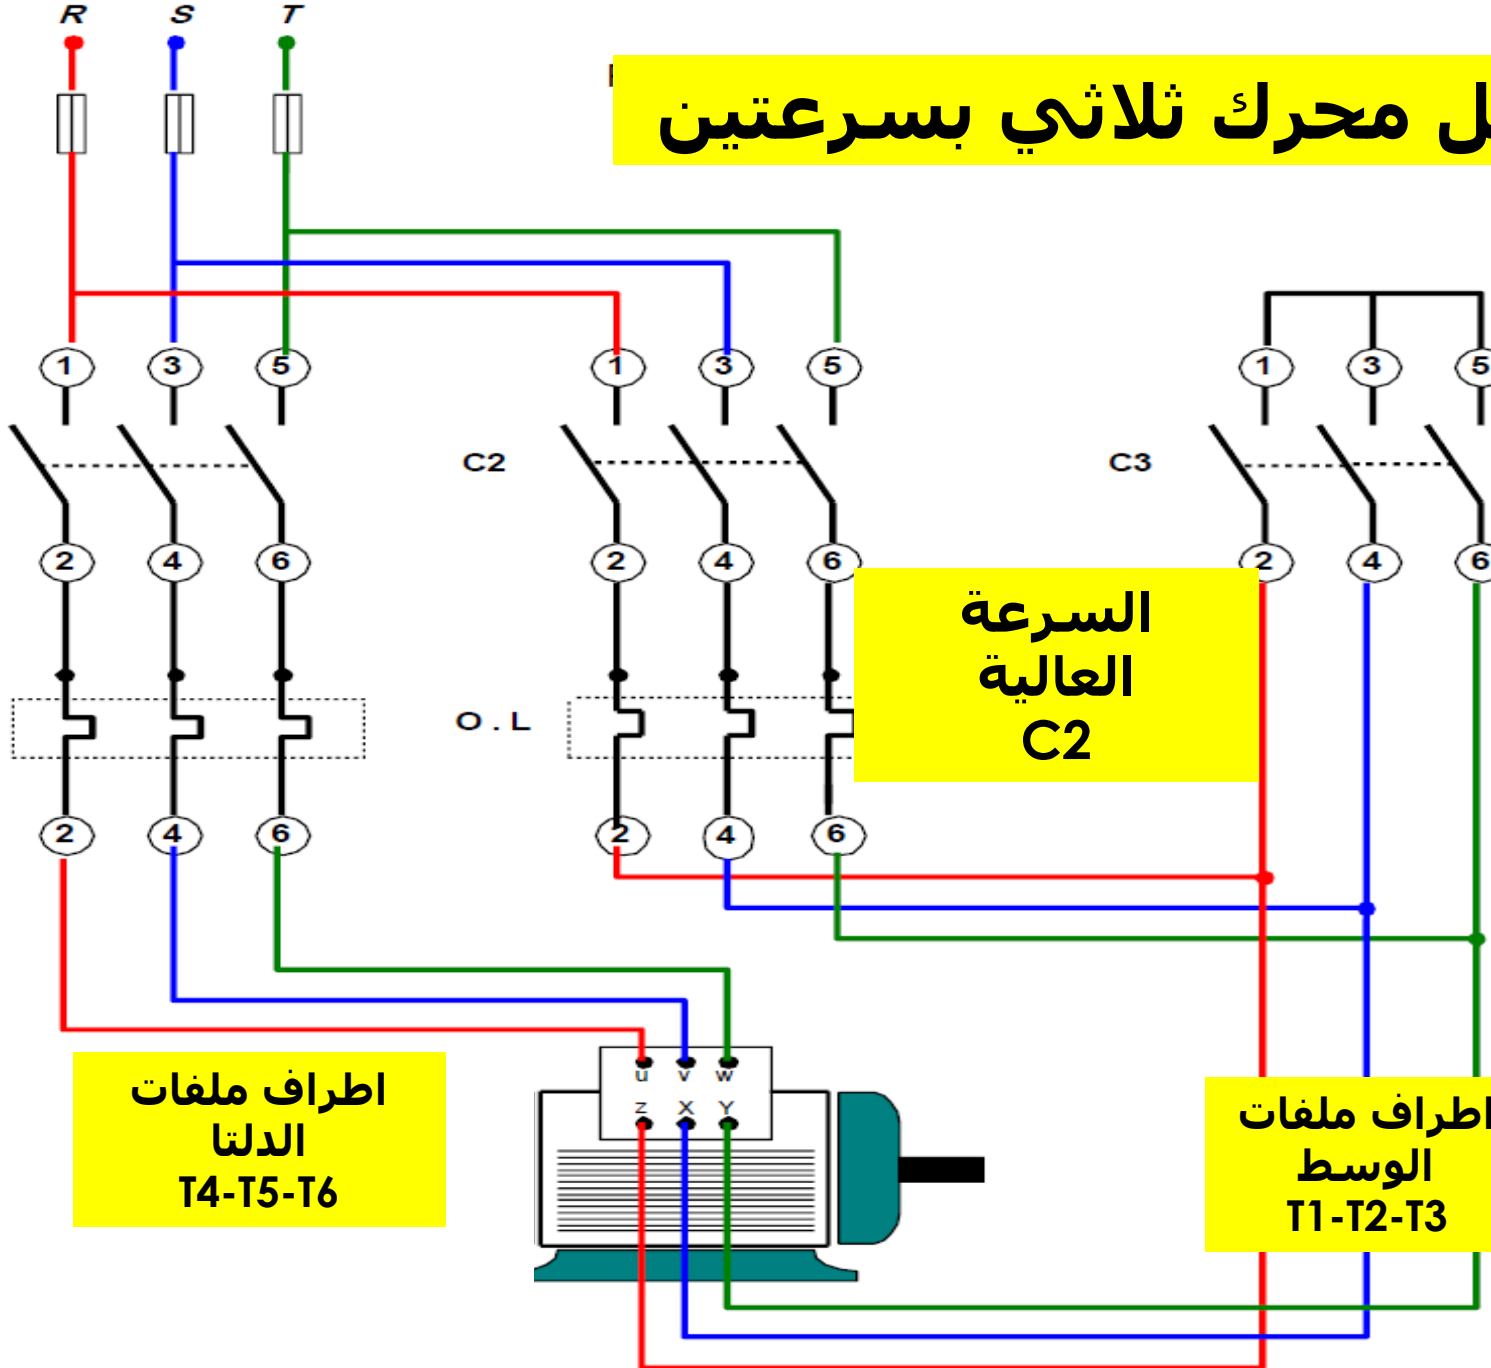 R S T
محرك ثلاثي بسرعتين
1 3 5 1 3 5 1 3 5
C2 C3
2 4 6 2 4 6 2 4 6
السرعة
العالية
C2
O . L
2 4 6 2 4 6
u v w
z X Y
اطراف ملفات
الدلتا
T4-T5-T6
اطراف ملفات
الوسط
T1-T2-T3